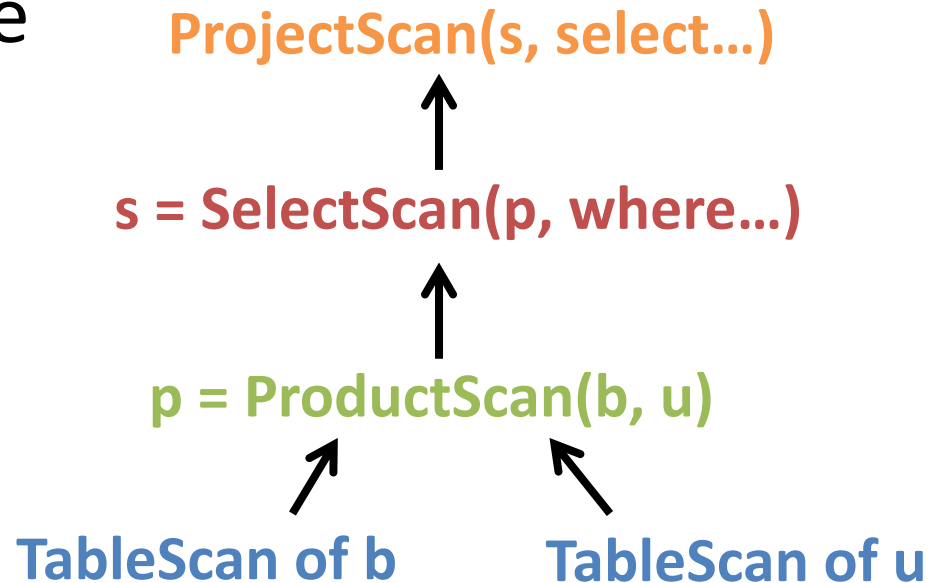 e
ProjectScan(s, select…)
s = SelectScan(p, where…)
p = ProductScan(b, u)
TableScan of b
TableScan of u